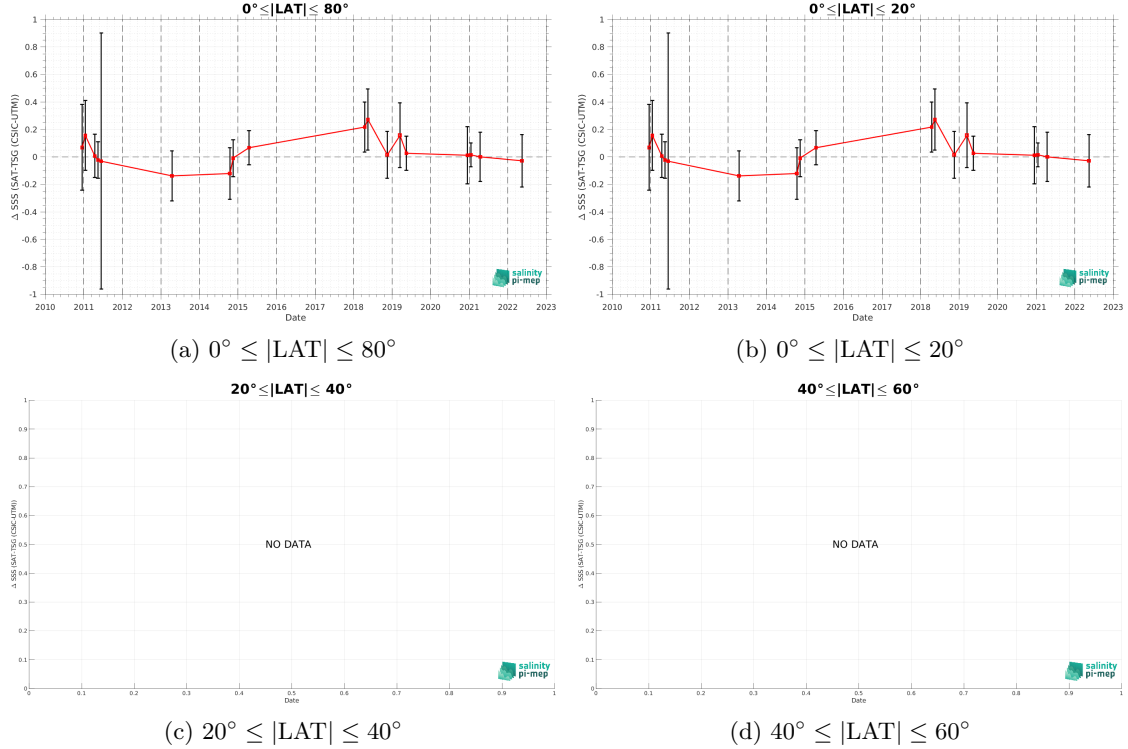 0°≤|LAT|≤ 80°
1
0.8
0.6
0.4
0.2
0
-0.2
-0.4
-0.6
-0.8
-1
Δ SSS (SAT-TSG (CSIC-UTM))
2010 2011 2012 2013 2014 2015 2016 2017 2018 2019 2020 2021 2022 2023
Date
salinity
pi-mep
(a) 0° ≤ |LAT| ≤ 80°
0°≤|LAT|≤ 20°
1
0.8
0.6
0.4
0.2
0
-0.2
-0.4
-0.6
-0.8
-1
Δ SSS (SAT-TSG (CSIC-UTM))
2010 2011 2012 2013 2014 2015 2016 2017 2018 2019 2020 2021 2022 2023
Date
salinity
pi-mep
(b) 0° ≤ |LAT| ≤ 20°
20°≤|LAT|≤ 40°
1
0.9
0.8
0.7
0.6
0.5
0.4
0.3
0.2
0.1
0
Δ SSS (SAT-TSG (CSIC-UTM))
NO DATA
0 0.1 0.2 0.3 0.4 0.5 0.6 0.7 0.8 0.9 1
Date
salinity
pi-mep
(c) 20° ≤ |LAT| ≤ 40°
40°≤|LAT|≤ 60°
1
0.9
0.8
0.7
0.6
0.5
0.4
0.3
0.2
0.1
0
Δ SSS (SAT-TSG (CSIC-UTM))
NO DATA
0 0.1 0.2 0.3 0.4 0.5 0.6 0.7 0.8 0.9 1
Date
salinity
pi-mep
(d) 40° ≤ |LAT| ≤ 60°